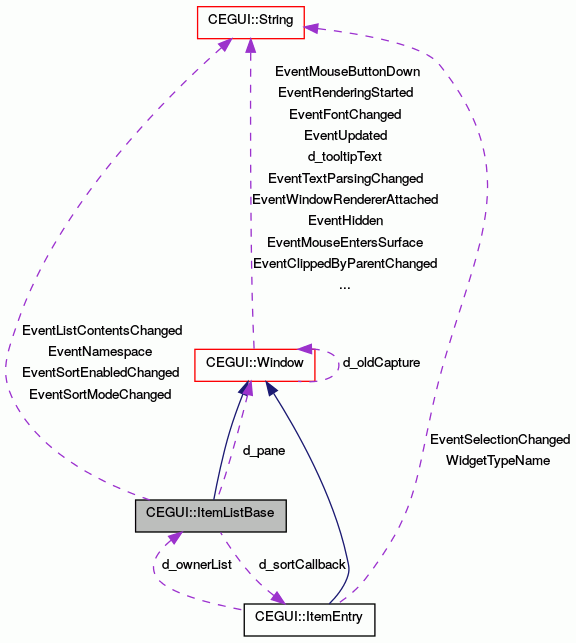 CEGUI::String
EventMouseButtonDown
EventRenderingStarted
EventFontChanged
EventUpdated
d_tooltipText
EventTextParsingChanged
EventWindowRendererAttached
EventHidden
EventMouseEntersSurface
EventClippedByParentChanged
...
EventListContentsChanged
EventNamespace
EventSortEnabledChanged
EventSortModeChanged
CEGUI::Window
d_oldCapture
EventSelectionChanged
WidgetTypeName
d_pane
CEGUI::ItemListBase
d_ownerList
d_sortCallback
CEGUI::ItemEntry